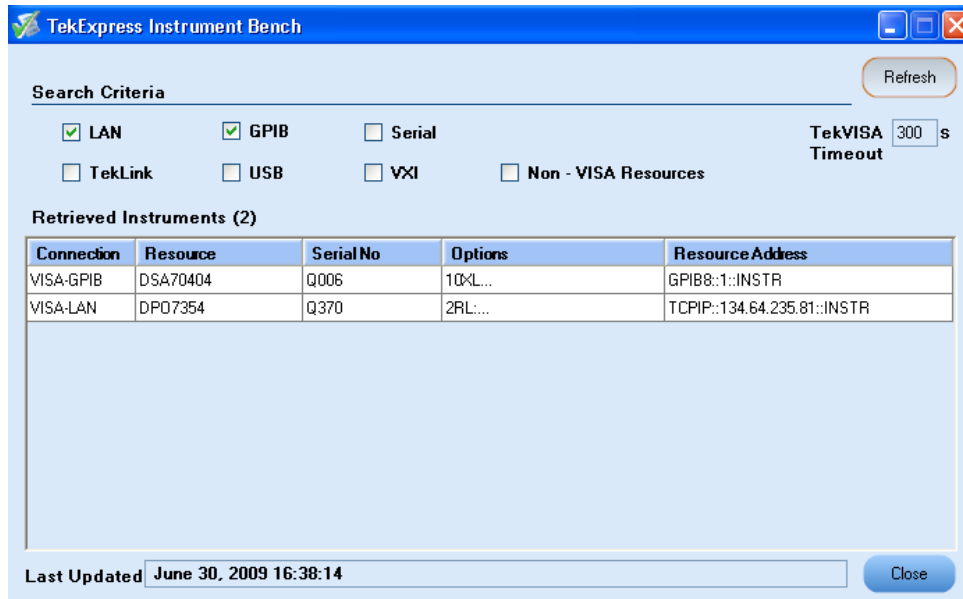 TekExpress Instrument Bench
Refresh
Search Criteria
LAN GPIB Serial
TekVISA Timeout 300 s
TekLink USB VXI Non - VISA Resources
Retrieved Instruments (2)
Connection Resource Serial No Options Resource Address
VISA-GPIB DSA70404 Q006 10XL... GPIB8::1::INSTR
VISA-LAN DPO7354 Q370 2RL:... TCPIP::134.64.235.81::INSTR
Last Updated June 30, 2009 16:38:14 Close